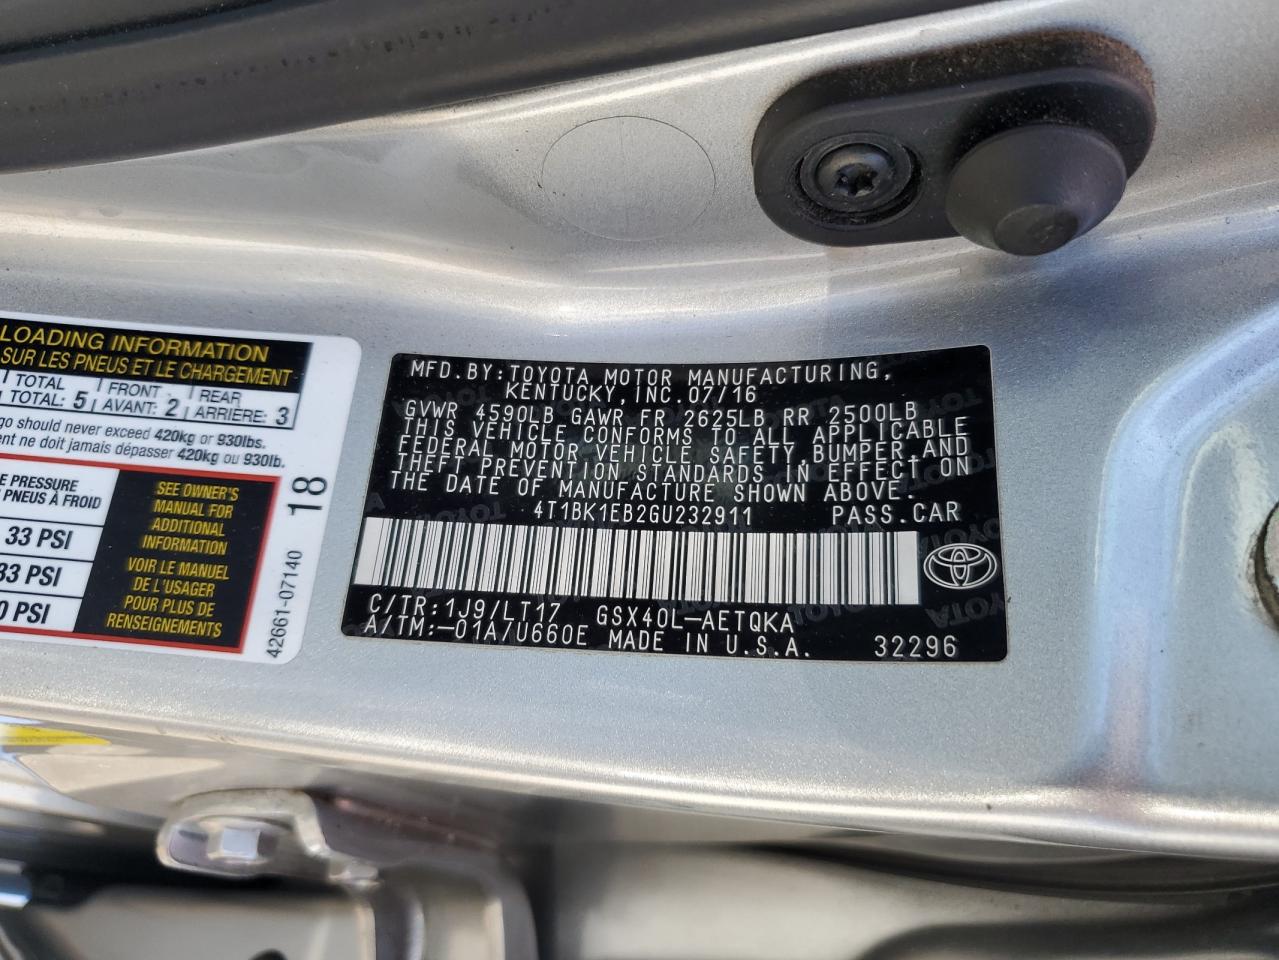 LOADING INFORMATION
SUR LES PNEUS ET LE CHARGEMENT
TOTAL FRONT REAR
TOTAL: 5 AVANT: 2 ARRIÈRE: 3
go should never exceed 420kg or 930lbs.
ne doit jamais dépasser 420kg ou 930lb.
PRESSURE
PNEUS À FROID
33 PSI
PSI
PSI
SEE OWNER'S
MANUAL FOR
ADDITIONAL
INFORMATION
VOIR LE MANUEL
DE L'USAGER
POUR PLUS DE
RENSEIGNEMENTS
18
42661-07140
MFD.BY:TOYOTA MOTOR MANUFACTURING,
KENTUCKY,INC.07/16
GVWR 4590LB GAWR FR 2625LB RR 2500LB
THIS VEHICLE CONFORMS TO ALL APPLICABLE
FEDERAL MOTOR VEHICLE SAFETY,BUMPER,AND
THEFT PREVENTION STANDARDS IN EFFECT ON
THE DATE OF MANUFACTURE SHOWN ABOVE.
4T1BK1EB2GU232911 PASS.CAR
C/TR:1J9/LT17 GSX40L-AETQKA
A/TM:-01A/U660E MADE IN U.S.A. 32296